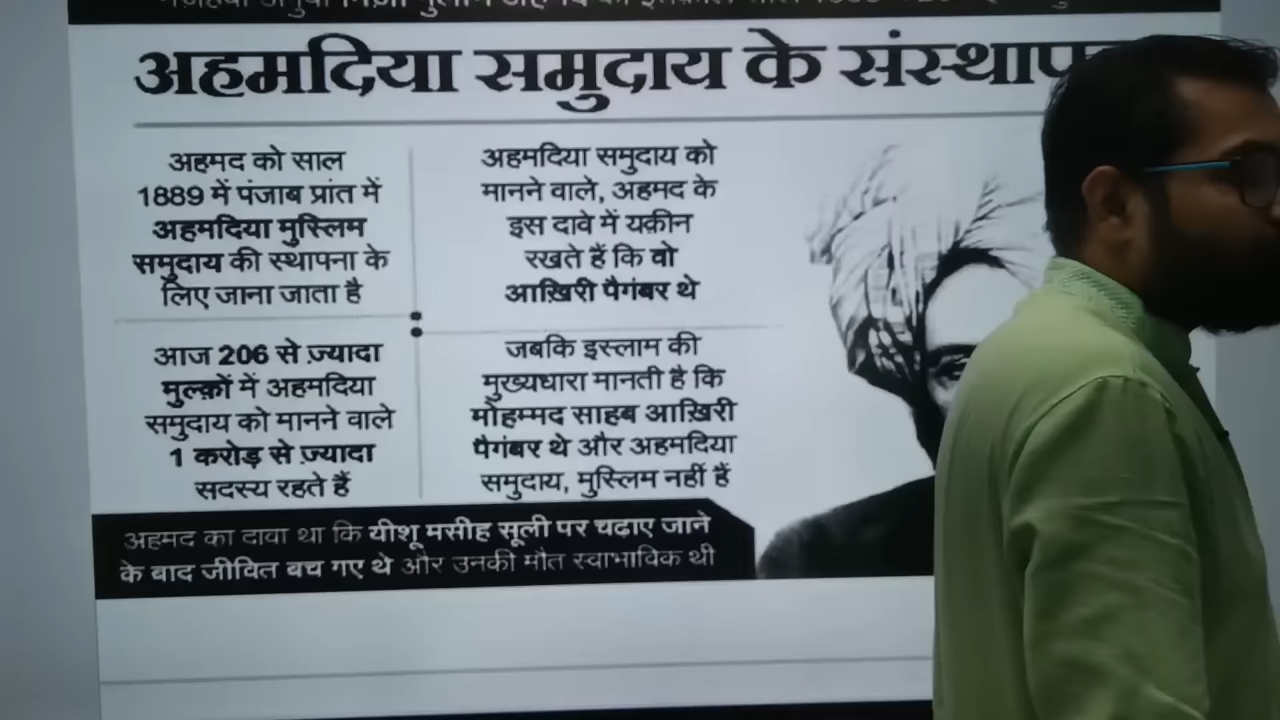 अहमदिया समुदाय के
अहमद को साल
1889 में पंजाब प्रांत में
अहमदिया मुस्लिम
समुदाय की स्थापना के
लिए जाना जाता है
अहमदिया समुदाय को
मानने वाले, अहमद के
इस दावे में यक़ीन
रखते हैं कि वो
आख़िरी पैगंबर थे
आज 206 से ज़्यादा
मुल्क़ों में अहमदिया
समुदाय को मानने वाले
1 करोड़ से ज़्यादा
सदस्य रहते हैं
जबकि इस्लाम की
मुख्यधारा मानती है कि
मोहम्मद साहब आख़िरी
पैगंबर थे और अहमदिया
समुदाय, मुस्लिम नहीं हैं
अहमद का दावा था कि यीशू मसीह सूली पर चढ़ाए जाने
के बाद जीवित बच गए थे और उनकी मौत स्वाभाविक थी